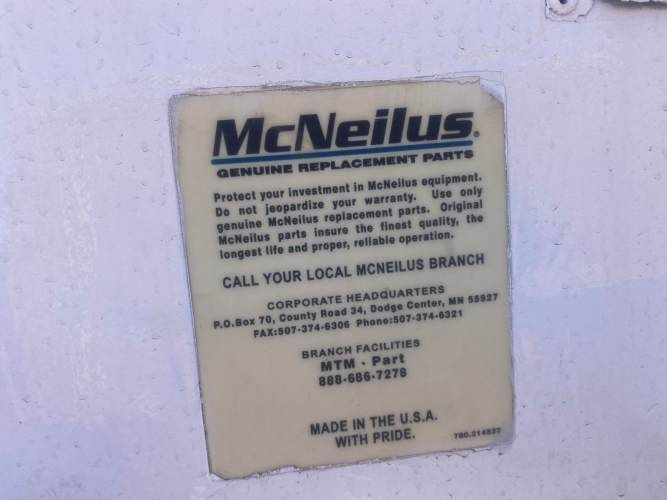 McNeilus.
GENUINE REPLACEMENT PARTS
Protect your investment in McNeilus equipment.
Do not jeopardize your warranty. Use only
genuine McNeilus replacement parts. Original
McNeilus parts insure the finest quality, the
longest life and proper, reliable operation.
CALL YOUR LOCAL MCNEILUS BRANCH
CORPORATE HEADQUARTERS
P.O.Box 70, County Road 34, Dodge Center, MN 55927
FAX:507-374-6306 Phone:507-374-6321
BRANCH FACILITIES
MTM - Part
888-686-7278
MADE IN THE U.S.A.
WITH PRIDE.